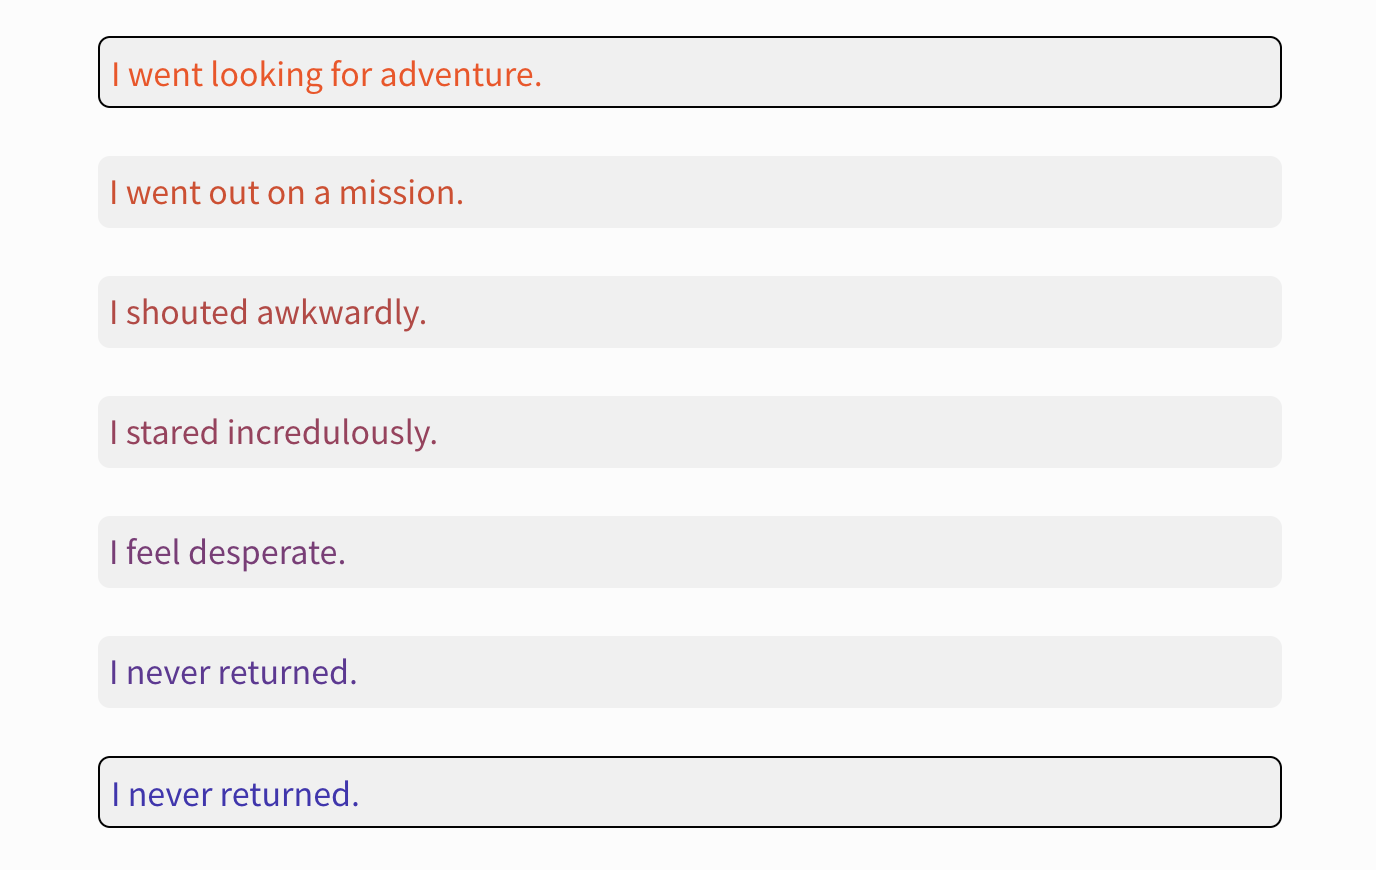 I went looking for adventure.
I went out on a mission.
I shouted awkwardly.
I stared incredulously.
I feel desperate.
I never returned.
I never returned.